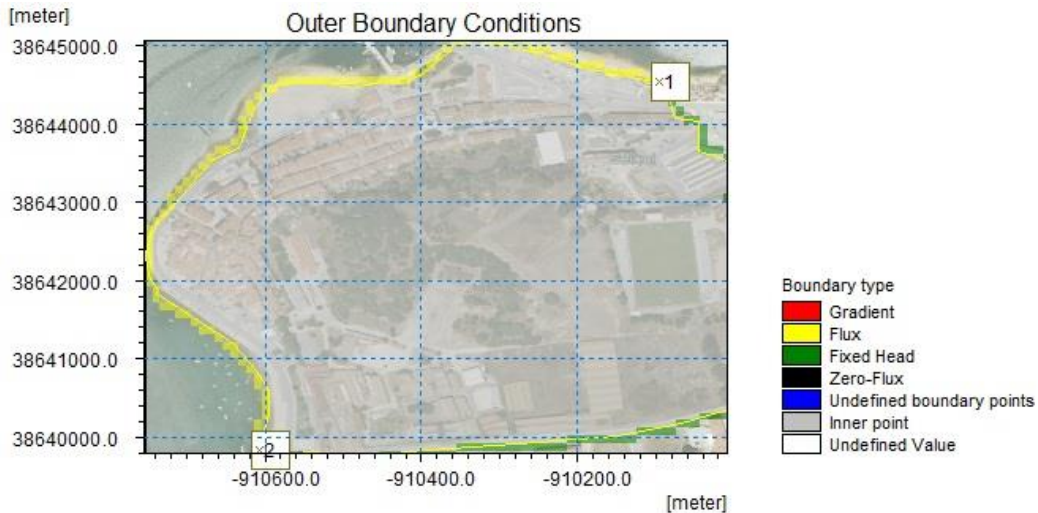 [meter]
Outer Boundary Conditions
38645000.0
1
38644000.0
38643000.0
38642000.0
38641000.0
38640000.0
2
-910600.0
-910400.0
-910200.0
[meter]
Boundary type
Gradient
Flux
Fixed Head
Zero-Flux
Undefined boundary points
Inner point
Undefined Value